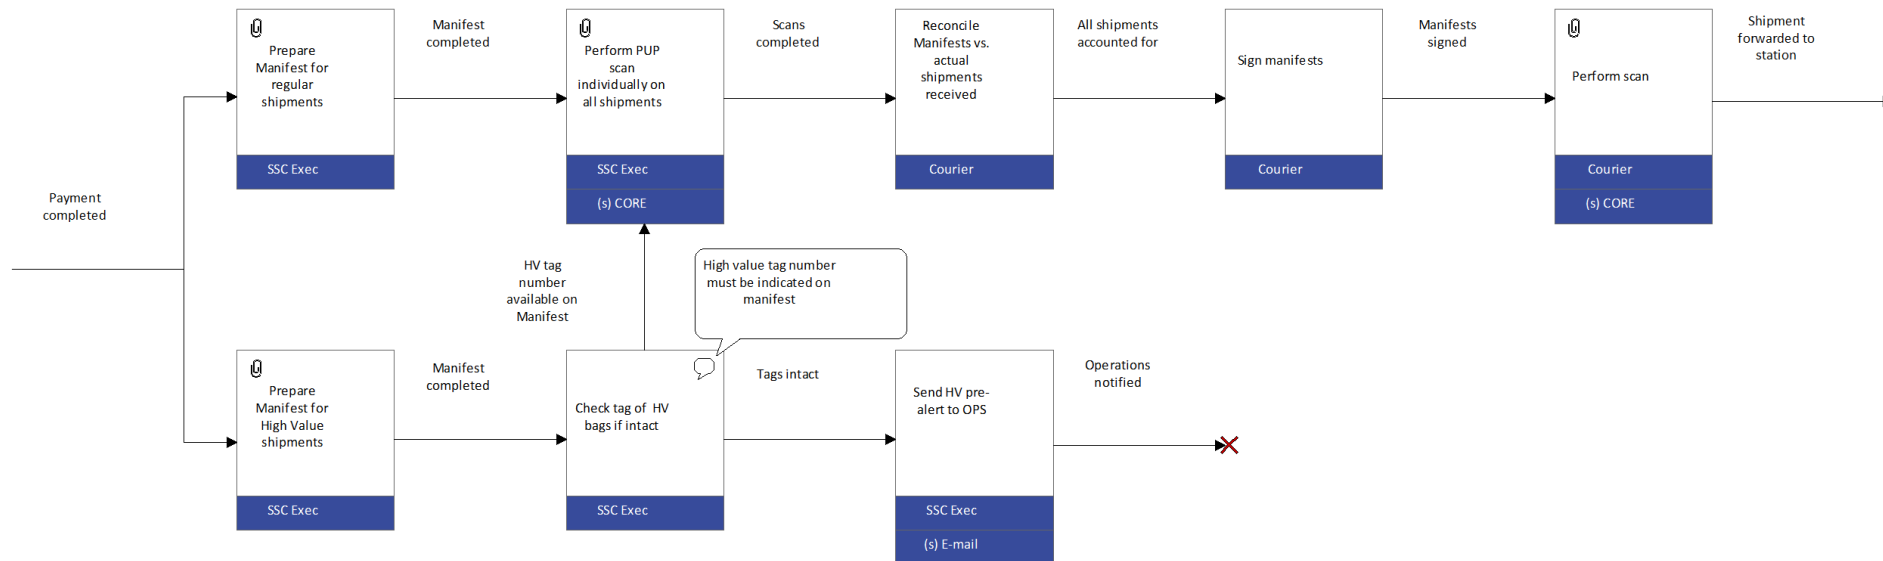 Payment
completed
Prepare
Manifest for
regular
shipments
SSC Exec
Manifest
completed
Perform PUP
scan
individually on
all shipments
SSC Exec
(s) CORE
Scans
completed
Reconcile
Manifests vs.
actual
shipments
received
Courier
All shipments
accounted for
Sign manifests
Courier
Manifests
signed
Perform scan
Courier
(s) CORE
Shipment
forwarded to
station
Prepare
Manifest for
High Value
shipments
SSC Exec
Manifest
completed
HV tag
number
available on
Manifest
High value tag number
must be indicated on
manifest
Check tag of  HV
bags if intact
SSC Exec
Tags intact
Send HV pre-
alert to OPS
SSC Exec
(s) E-mail
Operations
notified